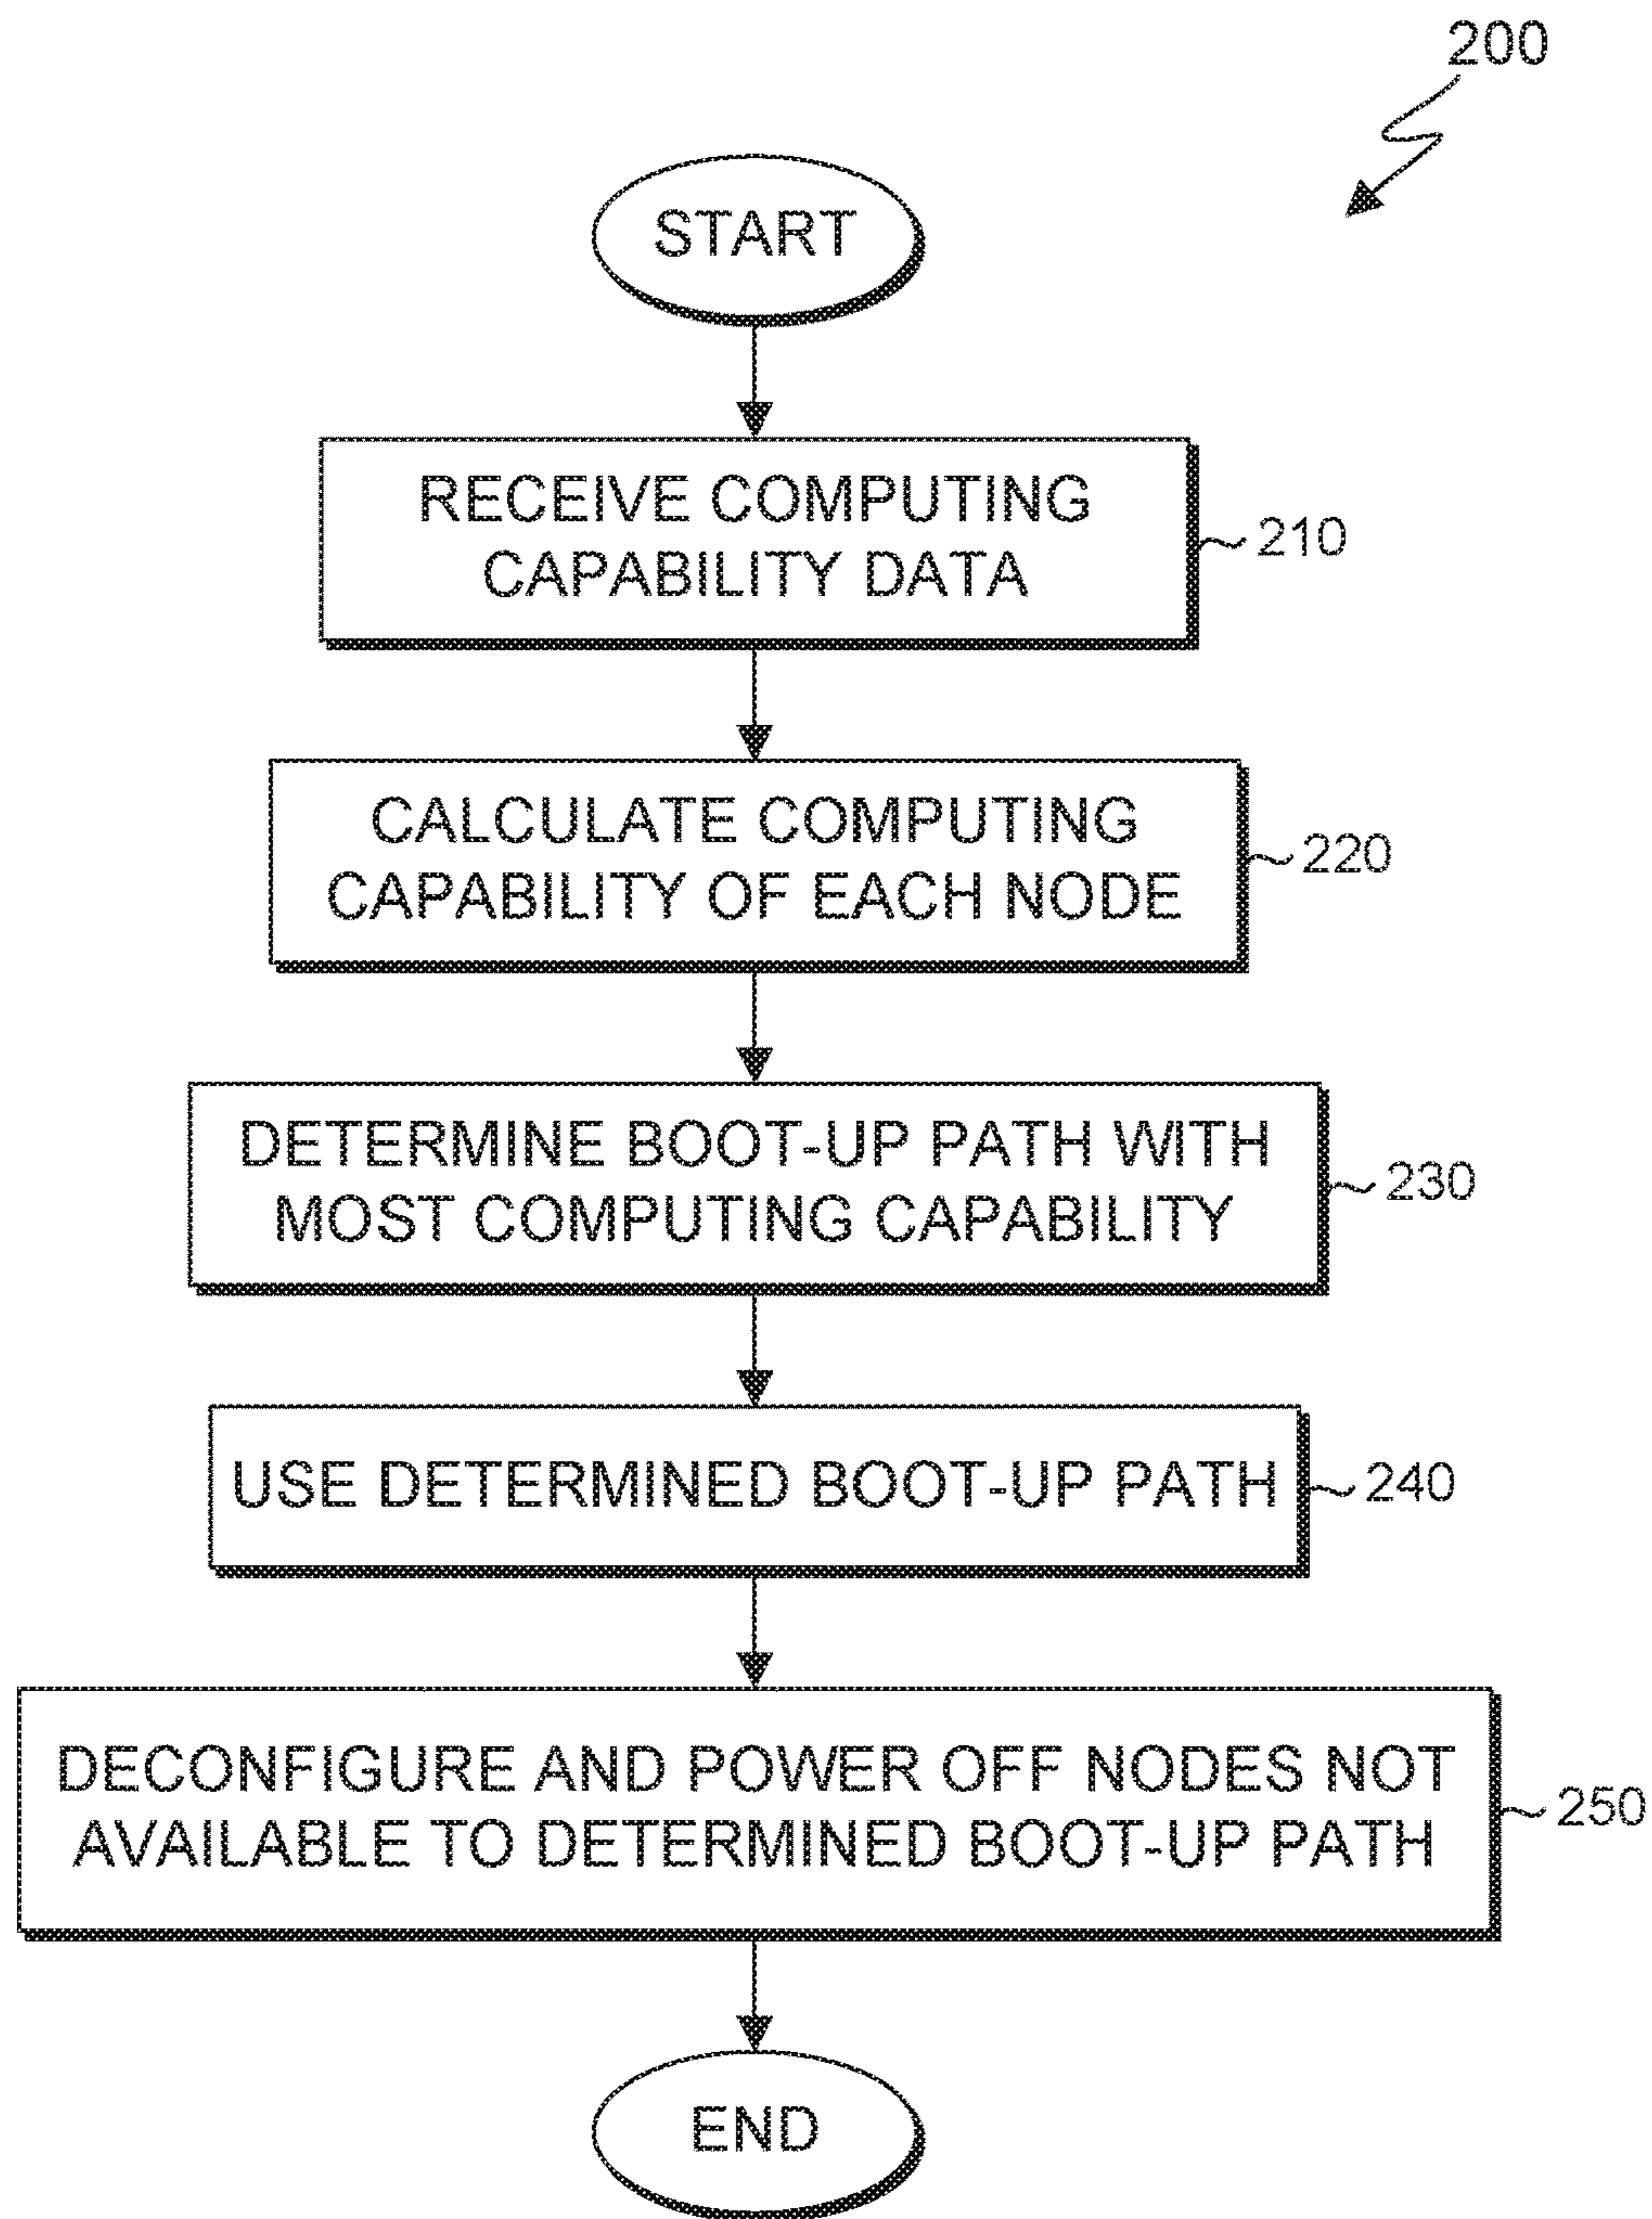 200
START
RECEIVE COMPUTING
CAPABILITY DATA
210
CALCULATE COMPUTING
CAPABILITY OF EACH NODE
220
DETERMINE BOOT-UP PATH WITH
MOST COMPUTING CAPABILITY
230
USE DETERMINED BOOT-UP PATH
240
DECONFIGURE AND POWER OFF NODES NOT
AVAILABLE TO DETERMINED BOOT-UP PATH
250
END